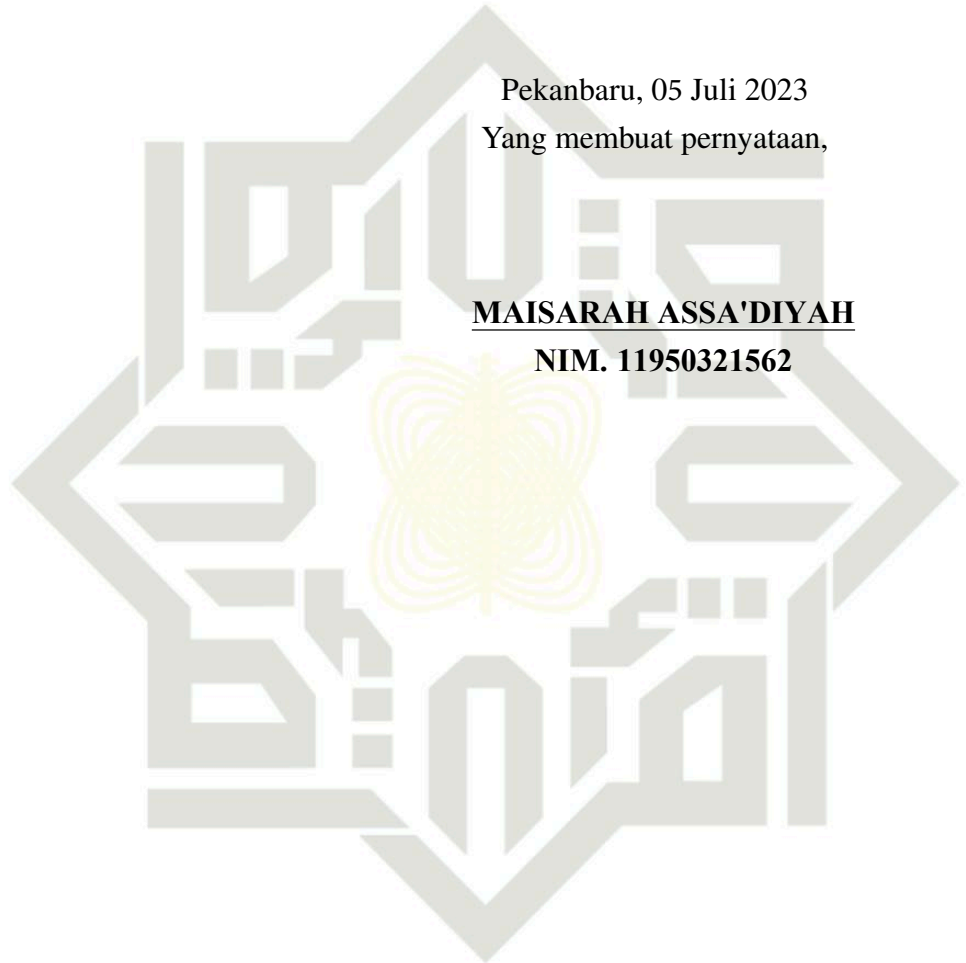 Pekanbaru, 05 Juli 2023
Yang membuat pernyataan,
MAISARAH ASSA'DIYAH
NIM. 11950321562